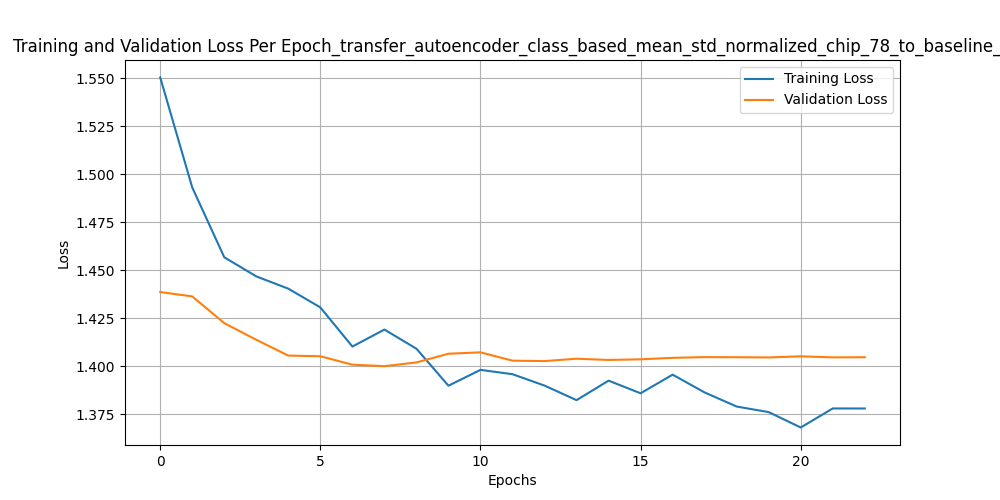 Training and Validation Loss Per Epoch_transfer_autoencoder_class_based_mean_std_normalized_chip_78_to_baseline_
Training Loss
Validation Loss
1.550
1.525
1.500
1.475
1.450
1.425
1.400
1.375
Loss
0 5 10 15 20
Epochs